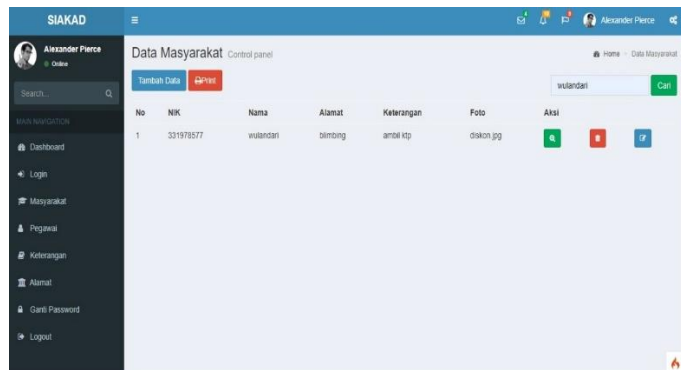 SIAKAD
Alexander Pierce
Alexander Pierce
Online
Data Masyarakat Control panel
Home
Data Masyarakat
Tambah Data
Print
wulandari
Cari
Search...
MAIN NAVIGATION
No NIK Nama Alamat Keterangan Foto Aksi
1 331978577 wulandari blimbing ambil ktp diskon.jpg
Dashboard
Login
Masyarakat
Pegawai
Keterangan
Alamat
Ganti Password
Logout